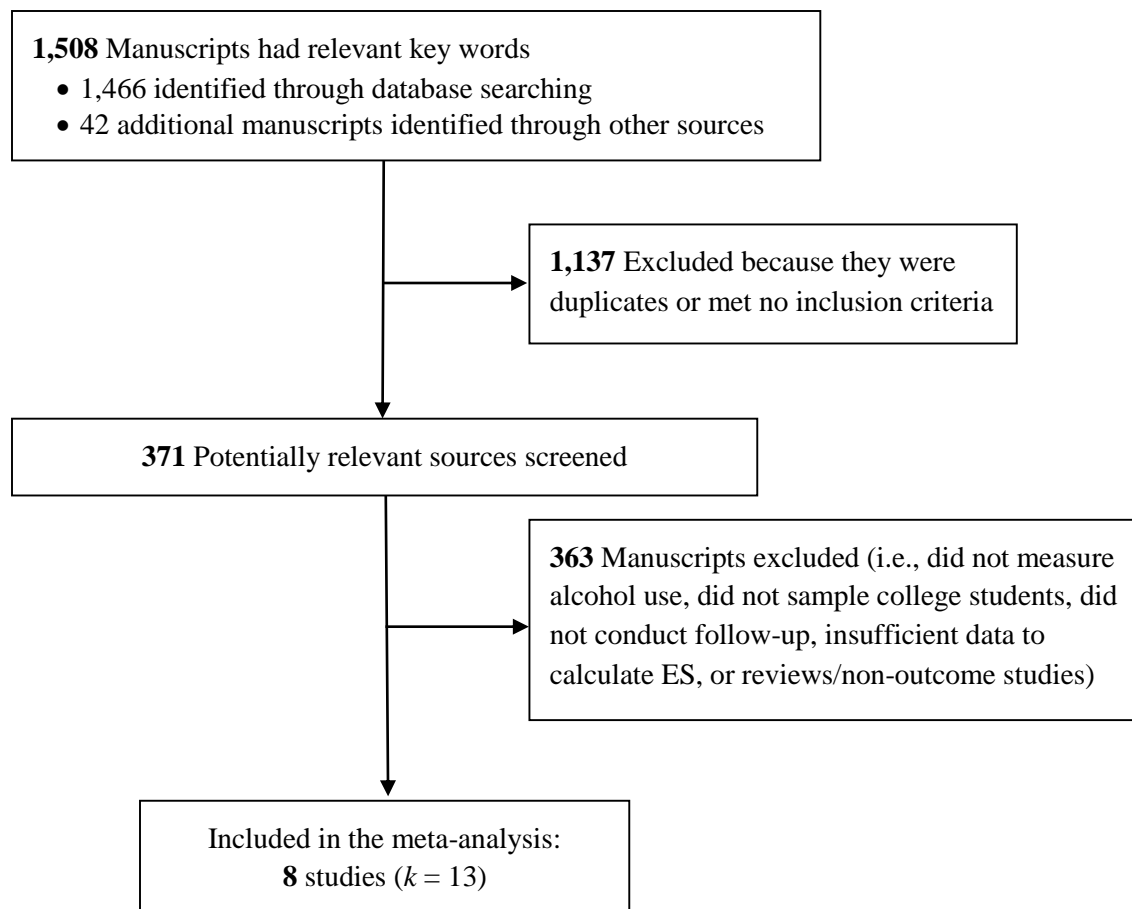 1,508 Manuscripts had relevant key words
• 1,466 identified through database searching
• 42 additional manuscripts identified through other sources
1,137 Excluded because they were
duplicates or met no inclusion criteria
371 Potentially relevant sources screened
363 Manuscripts excluded (i.e., did not measure
alcohol use, did not sample college students, did
not conduct follow-up, insufficient data to
calculate ES, or reviews/non-outcome studies)
Included in the meta-analysis:
8 studies (k = 13)